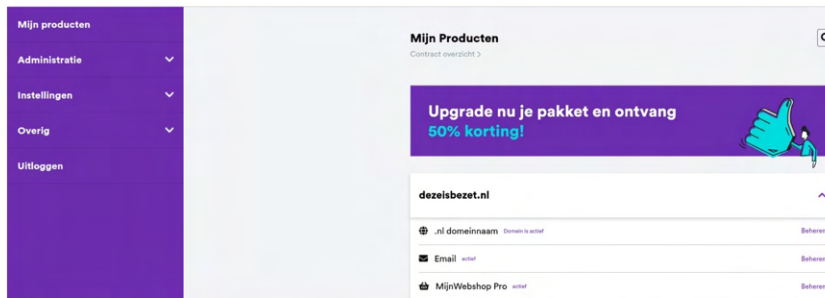 Mijn producten
Administratie
Instellingen
Overig
Uitloggen
Mijn Producten
Contract overzicht >
Upgrade nu je pakket en ontvang
50% korting!
dezeisbezet.nl
.nl domeinnaam Domein is actief Beheren
Email actief Beheren
MijnWebshop Pro actief Beheren